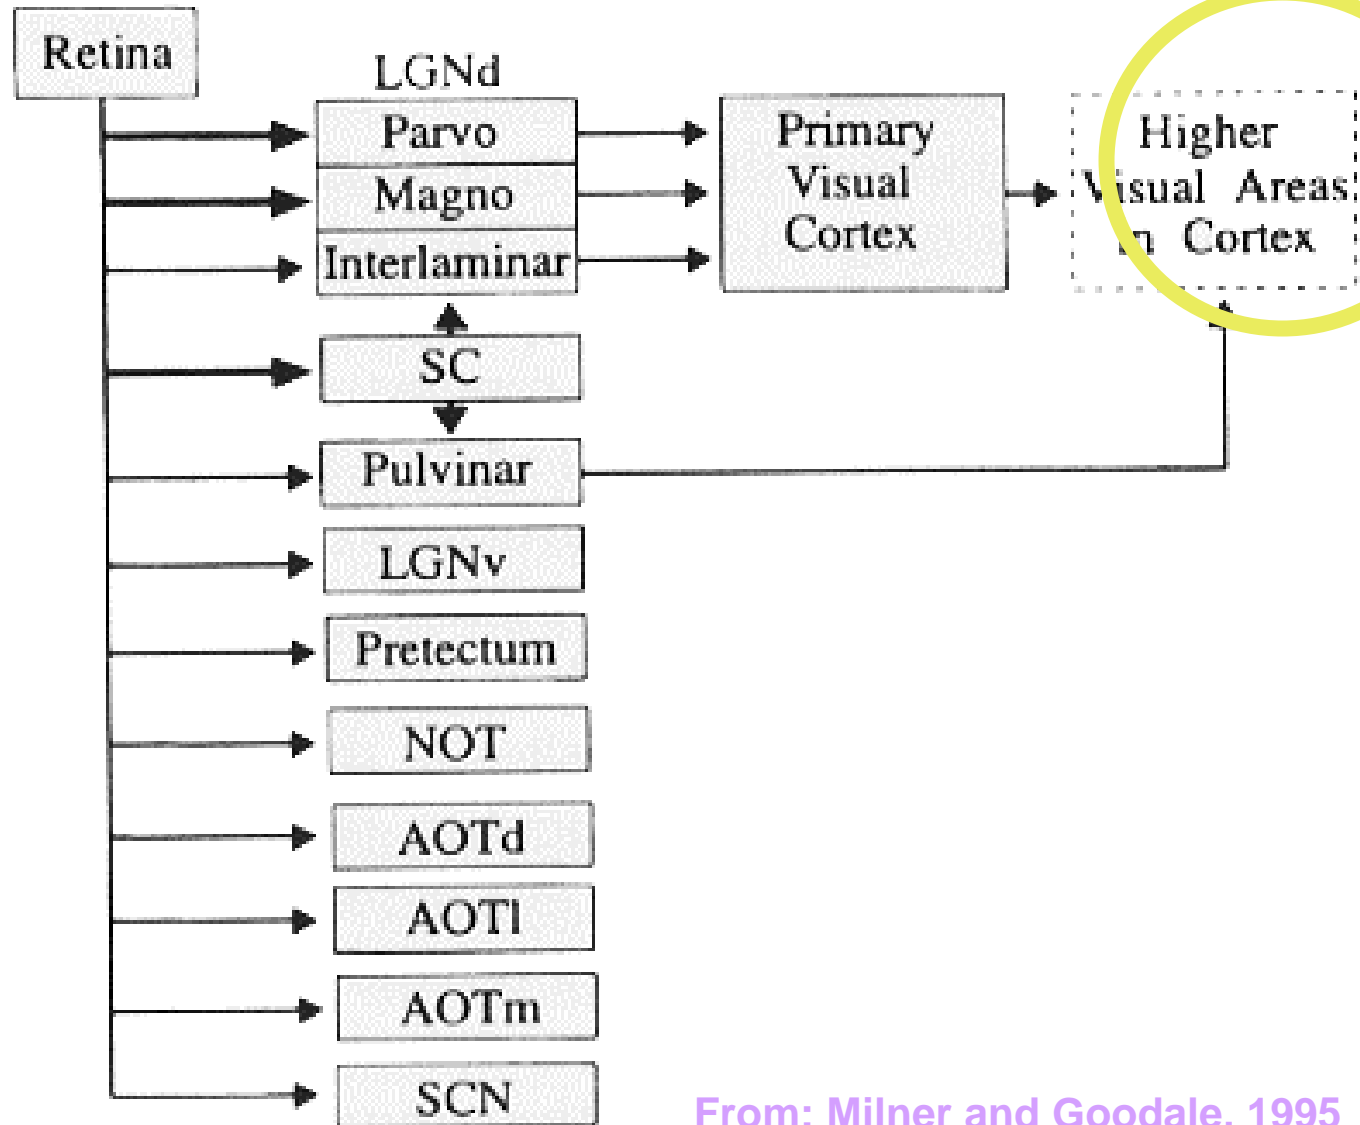 Retina
LGNd
Parvo
Magno
Interlaminar
Primary
Visual
Cortex
Higher
Visual Areas
in Cortex
SC
Pulvinar
LGNv
Pretectum
NOT
AOTd
AOTl
AOTm
SCN
From: Milner and Goodale, 1995